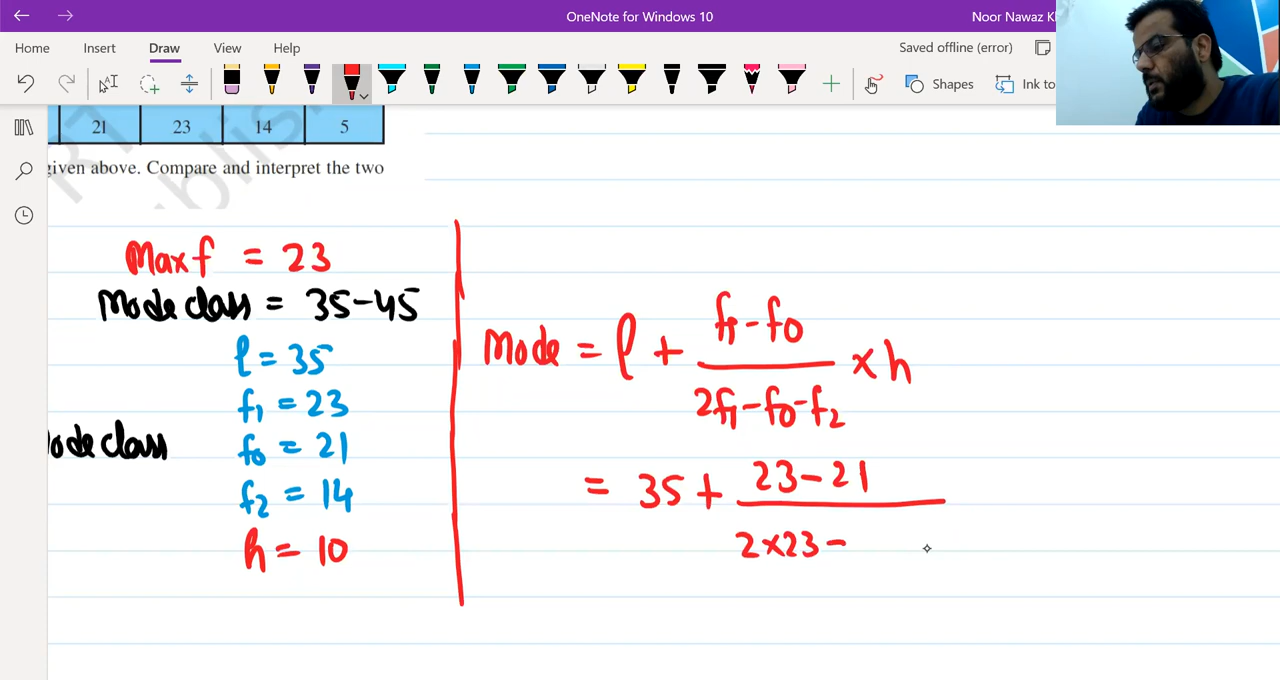 OneNote for Windows 10
Noor Nawaz
Home Insert Draw View Help
Saved offline (error)
Shapes
Ink to
21 23 14 5
given above. Compare and interpret the two
Max f = 23
Mode class = 35-45
l = 35
f1 = 23
Mode class
f0 = 21
f2 = 14
h = 10
Mode = l + f1-f0 / 2f1-f0-f2 × h
= 35 + 23-21 / 2×23-